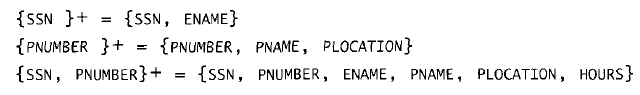 {SSN }+ = {SSN, ENAME}
{PNUMBER }+ = {PNUMBER, PNAME, PLOCATION}
{SSN, PNUMBER}+ = {SSN, PNUMBER, ENAME, PNAME, PLOCATION, HOURS}